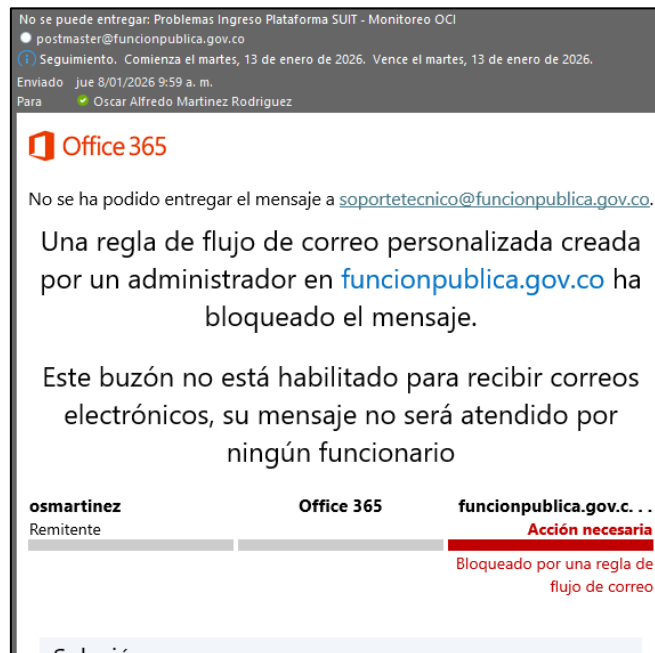 No se puede entregar: Problemas Ingreso Plataforma SUIT - Monitoreo OCI
postmaster@funcionpublica.gov.co
Seguimiento. Comienza el martes, 13 de enero de 2026. Vence el martes, 13 de enero de 2026.
Enviado jue 8/01/2026 9:59 a. m.
Para Oscar Alfredo Martinez Rodriguez
Office 365
No se ha podido entregar el mensaje a soportetecnico@funcionpublica.gov.co.
Una regla de flujo de correo personalizada creada
por un administrador en funcionpublica.gov.co ha
bloqueado el mensaje.
Este buzón no está habilitado para recibir correos
electrónicos, su mensaje no será atendido por
ningún funcionario
osmartinez Office 365 funcionpublica.gov.c. . .
Remitente Acción necesaria
Bloqueado por una regla de
flujo de correo